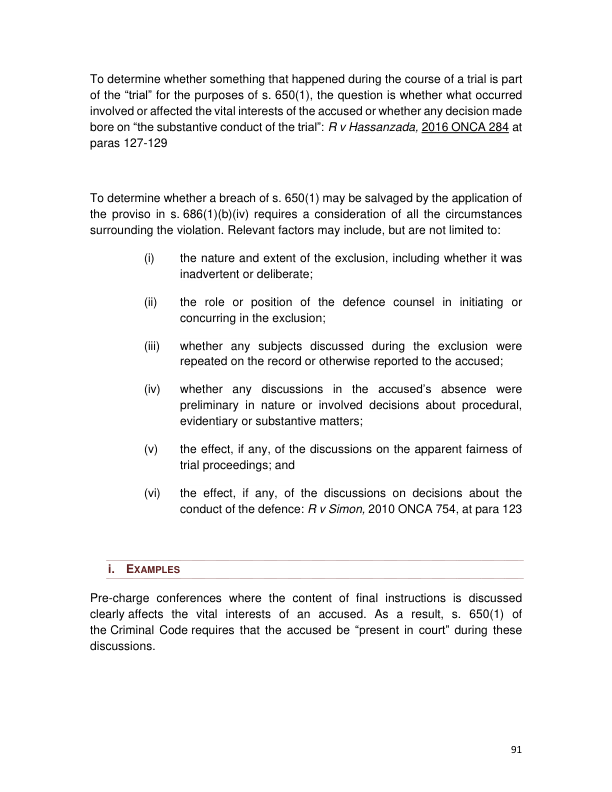 To determine whether something that happened during the course of a trial is part
of the “trial” for the purposes of s. 650(1), the question is whether what occurred
involved or affected the vital interests of the accused or whether any decision made
bore on “the substantive conduct of the trial”: R v Hassanzada, 2016 ONCA 284 at
paras 127-129
To determine whether a breach of s. 650(1) may be salvaged by the application of
the proviso in s. 686(1)(b)(iv) requires a consideration of all the circumstances
surrounding the violation. Relevant factors may include, but are not limited to:
(i) the nature and extent of the exclusion, including whether it was
inadvertent or deliberate;
(ii) the role or position of the defence counsel in initiating or
concurring in the exclusion;
(iii) whether any subjects discussed during the exclusion were
repeated on the record or otherwise reported to the accused;
(iv) whether any discussions in the accused’s absence were
preliminary in nature or involved decisions about procedural,
evidentiary or substantive matters;
(v) the effect, if any, of the discussions on the apparent fairness of
trial proceedings; and
(vi) the effect, if any, of the discussions on decisions about the
conduct of the defence: R v Simon, 2010 ONCA 754, at para 123
i. EXAMPLES
Pre-charge conferences where the content of final instructions is discussed
clearly affects the vital interests of an accused. As a result, s. 650(1) of
the Criminal Code requires that the accused be “present in court” during these
discussions.
91